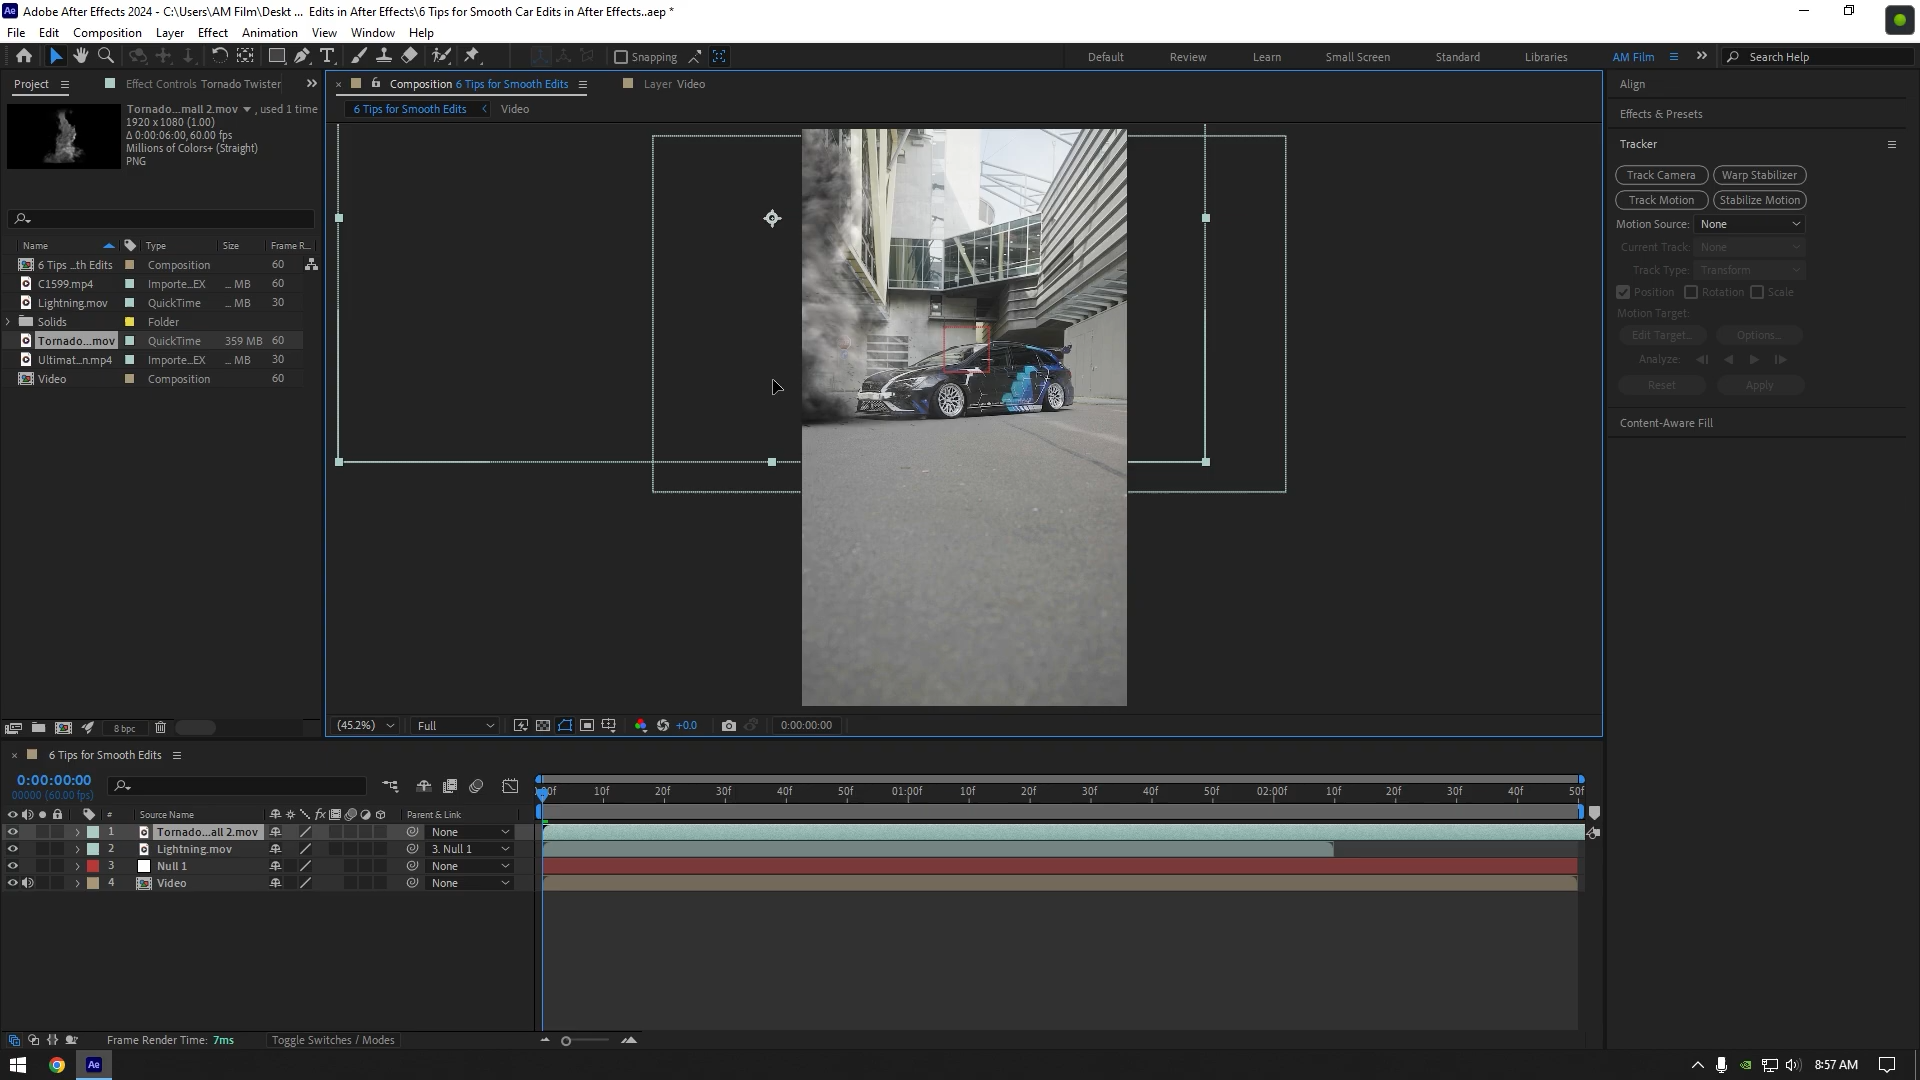 Adobe After Effects 2024 - C:\Users\AM Film\Deskt ... Edits in After Effects\6 Tips for Smooth Car Edits in After Effects..aep *
File Edit Composition Layer Effect Animation View Window Help
Snapping
Default Review Learn Small Screen Standard Libraries AM Film Search Help
Project Effect Controls Tornado Twister
Composition 6 Tips for Smooth Edits Layer Video
6 Tips for Smooth Edits Video
Tornado...mall 2.mov , used 1 time
1920 x 1080 (1.00)
Δ 0:00:06:00, 60.00 fps
Millions of Colors+ (Straight)
PNG
Name Type Size Frame R...
6 Tips ..th Edits Composition 60
C1599.mp4 Importe...EX ... MB 60
Lightning.mov QuickTime ... MB 30
Solids Folder
Tornado...mov QuickTime 359 MB 60
Ultimat...n.mp4 Importe...EX ... MB 30
Video Composition 60
8 bpc
(45.2%) Full +0.0 0:00:00:00
Align
Effects & Presets
Tracker
Track Camera Warp Stabilizer
Track Motion Stabilize Motion
Motion Source: None
Current Track: None
Track Type: Transform
Position Rotation Scale
Motion Target:
Edit Target... Options...
Analyze:
Reset Apply
Content-Aware Fill
6 Tips for Smooth Edits
0:00:00:00
00000 (60.00 fps)
:00f 10f 20f 30f 40f 50f 01:00f 10f 20f 30f 40f 50f 02:00f 10f 20f 30f 40f 50f
# Source Name fx Parent & Link
1 Tornado...all 2.mov None
2 Lightning.mov 3. Null 1
3 Null 1 None
4 Video None
Frame Render Time: 7ms Toggle Switches / Modes
Ae 8:57 AM